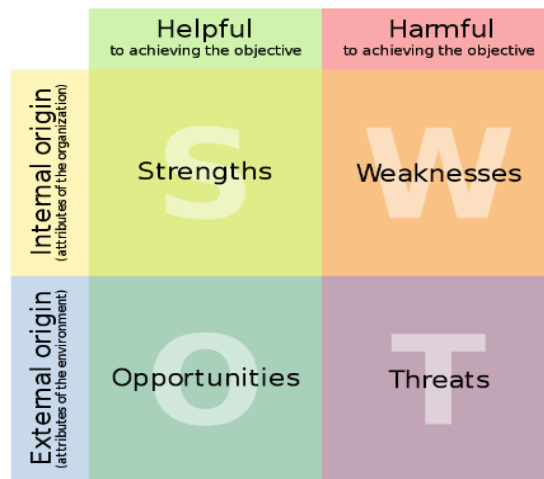 Helpful
to achieving the objective
Harmful
to achieving the objective
Internal origin
(attributes of the organization)
S
Strengths
W
Weaknesses
External origin
(attributes of the environment)
O
Opportunities
T
Threats